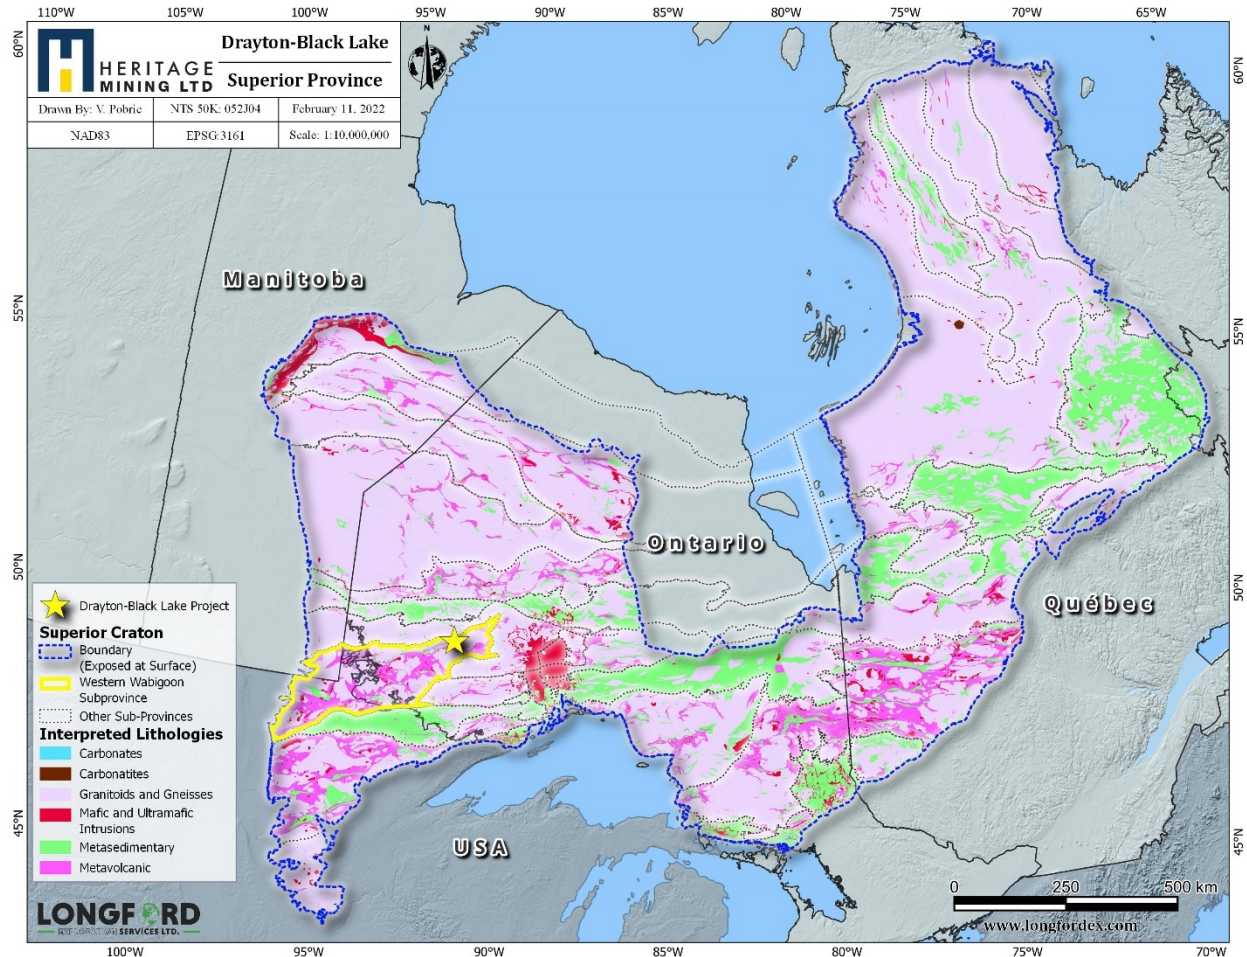 110°W 105°W 100°W 95°W 90°W 85°W 80°W 75°W 70°W 65°W
60°N
60°N
HERITAGE
MINING LTD
Drayton-Black Lake
Superior Province
Drawn By: V. Pobric
NTS 50K: 052J04
February 11, 2022
NAD83
EPSG:3161
Scale: 1:10,000,000
N
Manitoba
55°N
55°N
Ontario
50°N
50°N
Québec
Drayton-Black Lake Project
Superior Craton
Boundary
(Exposed at Surface)
Western Wabigoon
Subprovince
Other Sub-Provinces
Interpreted Lithologies
Carbonates
Carbonatites
Granitoids and Gneisses
Mafic and Ultramafic
Intrusions
Metasedimentary
Metavolcanic
45°N
45°N
USA
0 250 500 km
www.longfordex.com
LONGFORD
EXPLORATION SERVICES LTD.
100°W 95°W 90°W 85°W 80°W 75°W 70°W